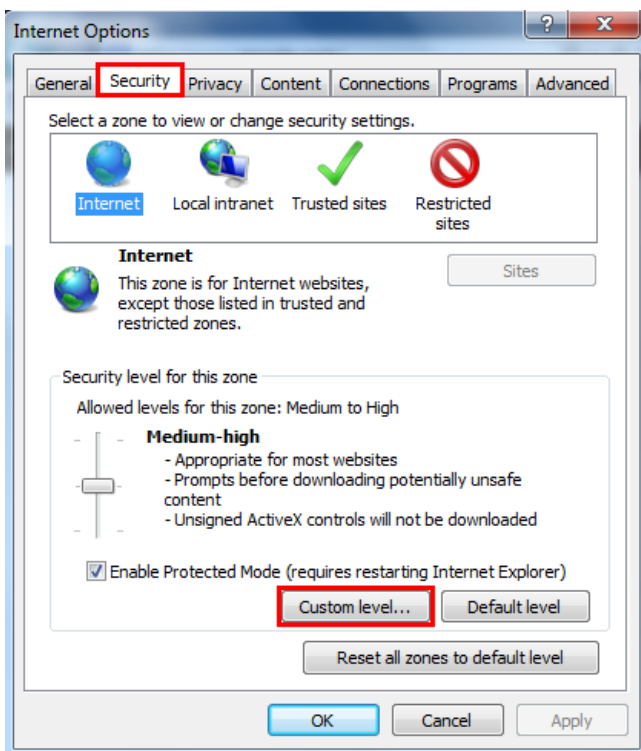 Internet Options
?
X
General Security Privacy Content Connections Programs Advanced
Select a zone to view or change security settings.
Internet Local intranet Trusted sites Restricted
sites
Internet
Sites
This zone is for Internet websites,
except those listed in trusted and
restricted zones.
Security level for this zone
Allowed levels for this zone: Medium to High
Medium-high
- Appropriate for most websites
- Prompts before downloading potentially unsafe
content
- Unsigned ActiveX controls will not be downloaded
Enable Protected Mode (requires restarting Internet Explorer)
Custom level... Default level
Reset all zones to default level
OK Cancel Apply